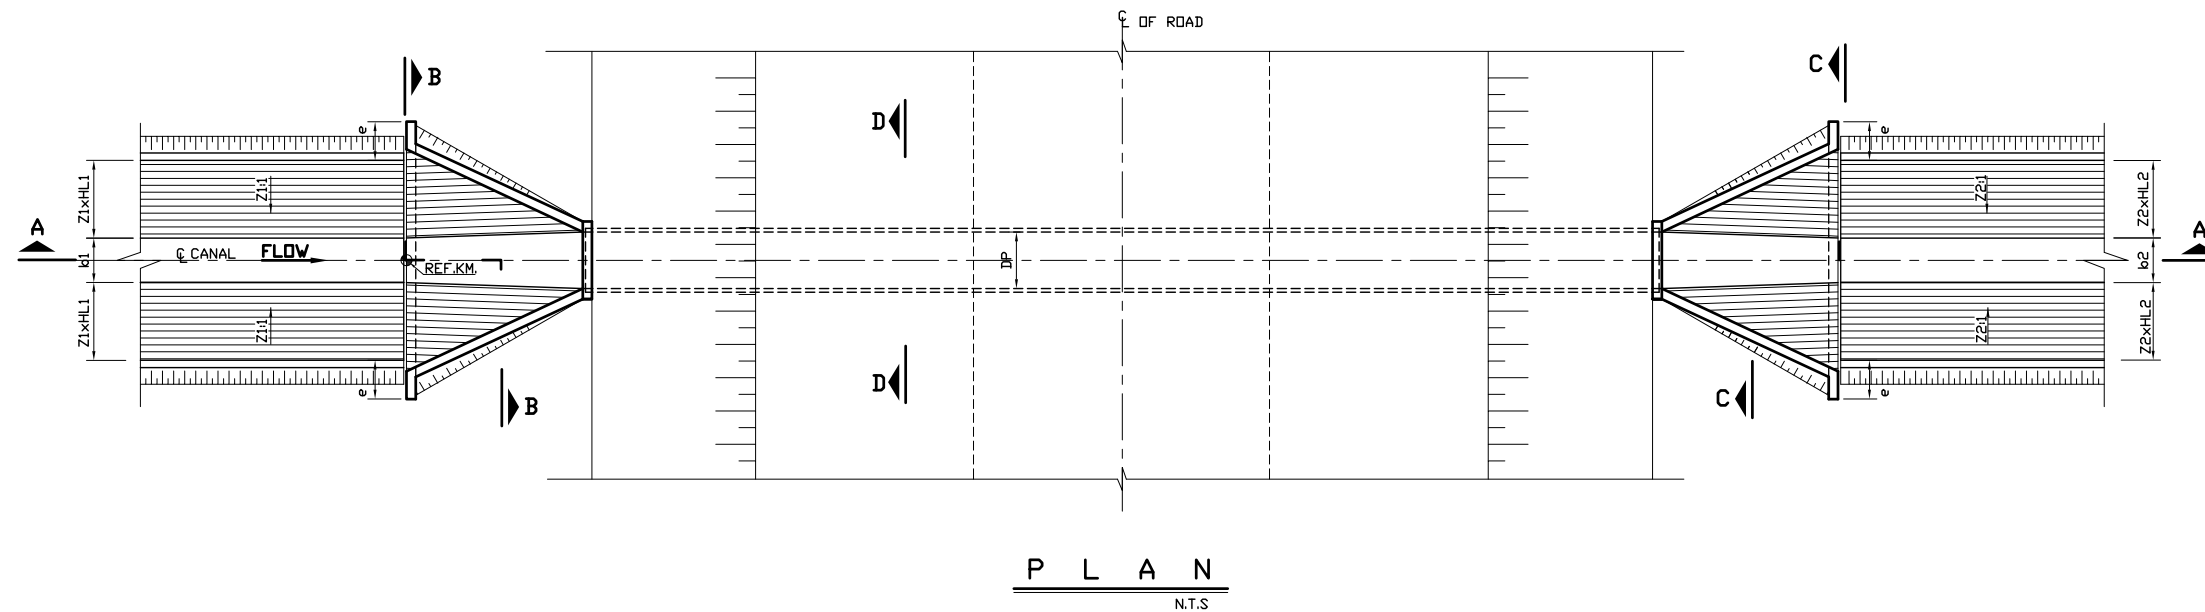 ℄ OF ROAD
B
C
D
e
e
Z1xHL1
Z1:1
Z2:1
Z2xHL2
A
A
b1
℄ CANAL
FLOW
REF.KM.
DP
b2
Z1xHL1
Z1:1
Z2:1
Z2xHL2
D
e
e
B
C
PLAN
N.T.S